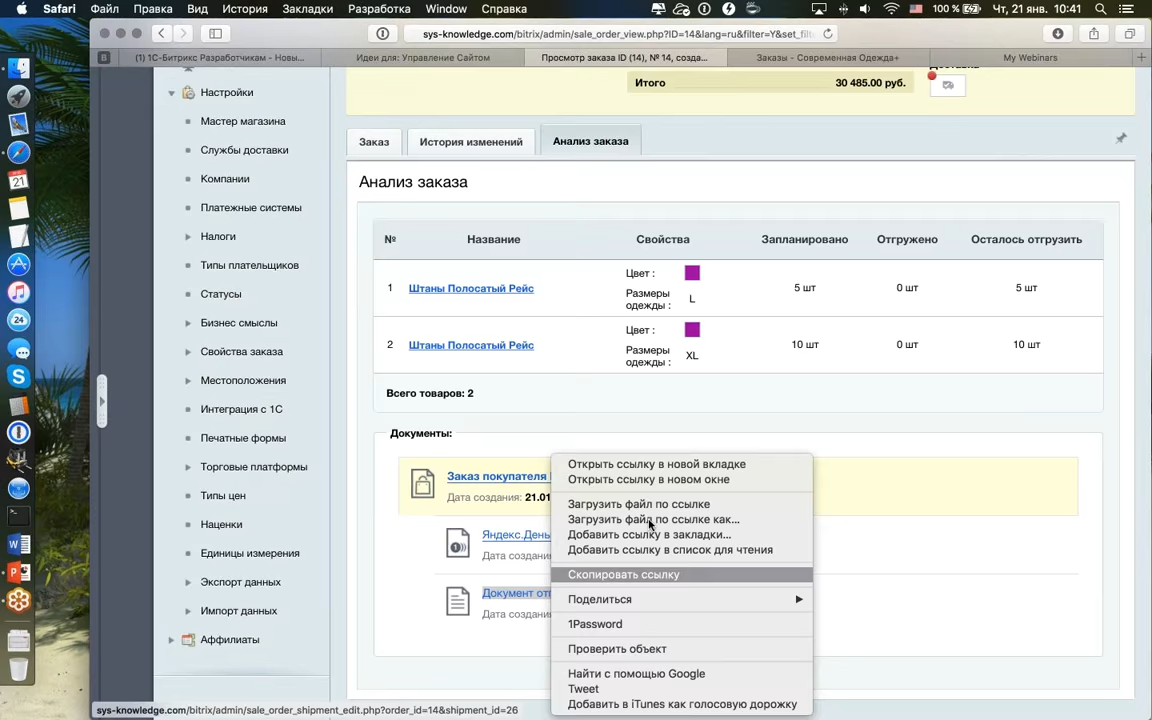 Safari Файл Правка Вид История Закладки Разработка Window Справка 100 % Чт, 21 янв. 10:41
sys-knowledge.com/bitrix/admin/sale_order_view.php?ID=14&lang=ru&filter=Y&set_fil
(1) 1С-Битрикс Разработчикам - Новы... Идеи для: Управление Сайтом Просмотр заказа ID (14), № 14, созда... Заказы - Современная Одежда+ My Webinars
Настройки
Мастер магазина
Службы доставки
Компании
Платежные системы
Налоги
Типы плательщиков
Статусы
Бизнес смыслы
Свойства заказа
Местоположения
Интеграция с 1С
Печатные формы
Торговые платформы
Типы цен
Наценки
Единицы измерения
Экспорт данных
Импорт данных
Аффилиаты
Итого 30 485.00 руб.
Заказ История изменений Анализ заказа
Анализ заказа
№ Название Свойства Запланировано Отгружено Осталось отгрузить
1 Штаны Полосатый Рейс Цвет : Размеры одежды : L 5 шт 0 шт 5 шт
2 Штаны Полосатый Рейс Цвет : Размеры одежды : XL 10 шт 0 шт 10 шт
Всего товаров: 2
Документы:
Заказ покупателя
Дата создания: 21.01
Яндекс.День
Дата создани
Документ отг
Дата создани
Открыть ссылку в новой вкладке
Открыть ссылку в новом окне
Загрузить файл по ссылке
Загрузить файл по ссылке как...
Добавить ссылку в закладки...
Добавить ссылку в список для чтения
Скопировать ссылку
Поделиться
1Password
Проверить объект
Найти с помощью Google
Tweet
Добавить в iTunes как голосовую дорожку
sys-knowledge.com/bitrix/admin/sale_order_shipment_edit.php?order_id=14&shipment_id=26